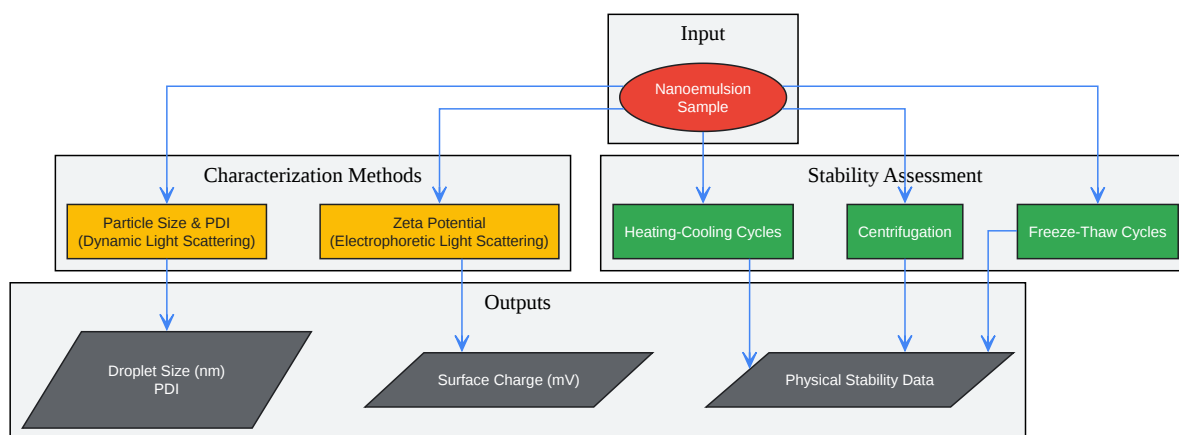 Input
Nanoemulsion
Sample
Characterization Methods
Stability Assessment
Particle Size & PDI
(Dynamic Light Scattering)
Zeta Potential
(Electrophoretic Light Scattering)
Heating-Cooling Cycles
Centrifugation
Freeze-Thaw Cycles
Outputs
Droplet Size (nm)
PDI
Surface Charge (mV)
Physical Stability Data